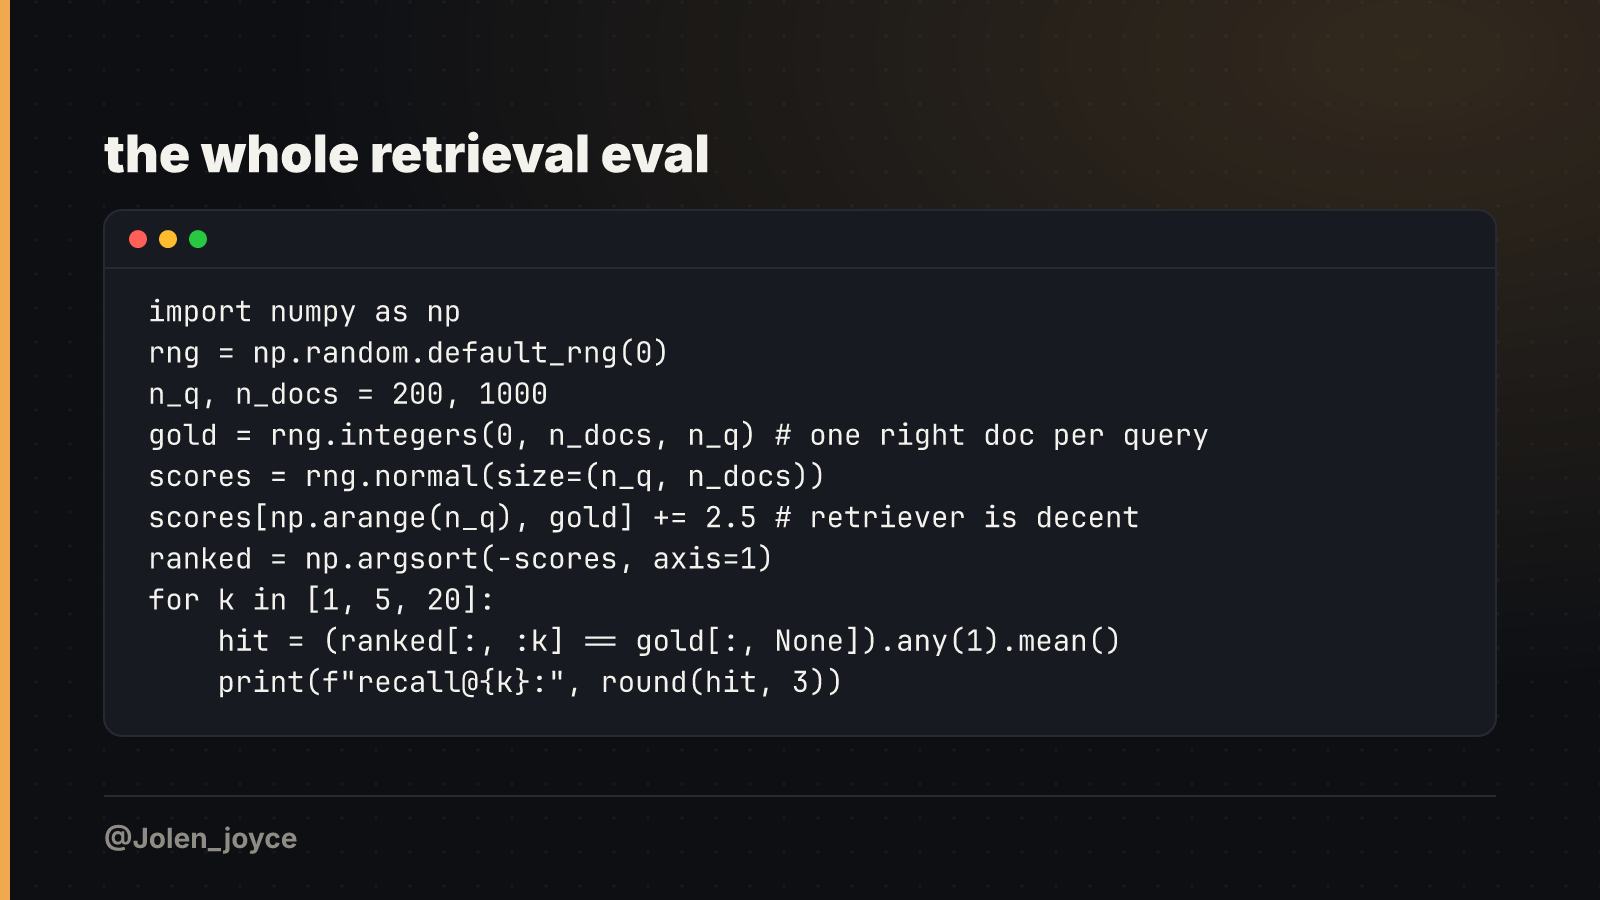 the whole retrieval eval
import numpy as np
rng = np.random.default_rng(0)
n_q, n_docs = 200, 1000
gold = rng.integers(0, n_docs, n_q) # one right doc per query
scores = rng.normal(size=(n_q, n_docs))
scores[np.arange(n_q), gold] += 2.5 # retriever is decent
ranked = np.argsort(-scores, axis=1)
for k in [1, 5, 20]:
    hit = (ranked[:, :k] == gold[:, None]).any(1).mean()
    print(f"recall@{k}:", round(hit, 3))
@Jolen_joyce